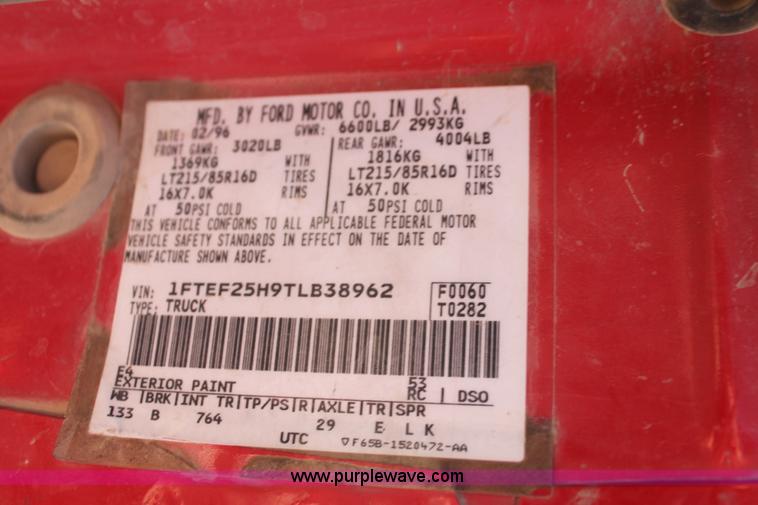 MFD. BY FORD MOTOR CO. IN U.S.A.
DATE: 02/96 GVWR: 6600LB/ 2993KG
FRONT GAWR: 3020LB REAR GAWR: 4004LB
1369KG WITH 1816KG WITH
LT215/85R16D TIRES LT215/85R16D TIRES
16X7.0K RIMS 16X7.0K RIMS
AT 50PSI COLD AT 50PSI COLD
THIS VEHICLE CONFORMS TO ALL APPLICABLE FEDERAL MOTOR
VEHICLE SAFETY STANDARDS IN EFFECT ON THE DATE OF
MANUFACTURE SHOWN ABOVE.
VIN: 1FTEF25H9TLB38962 F0060
TYPE: TRUCK T0282
E4 53
EXTERIOR PAINT RC DSO
WB |BRK|INT TR|TP/PS|R|AXLE|TR|SPR
133 B 764 29 E L K
UTC ▽F65B-1520472-AA
www.purplewave.com